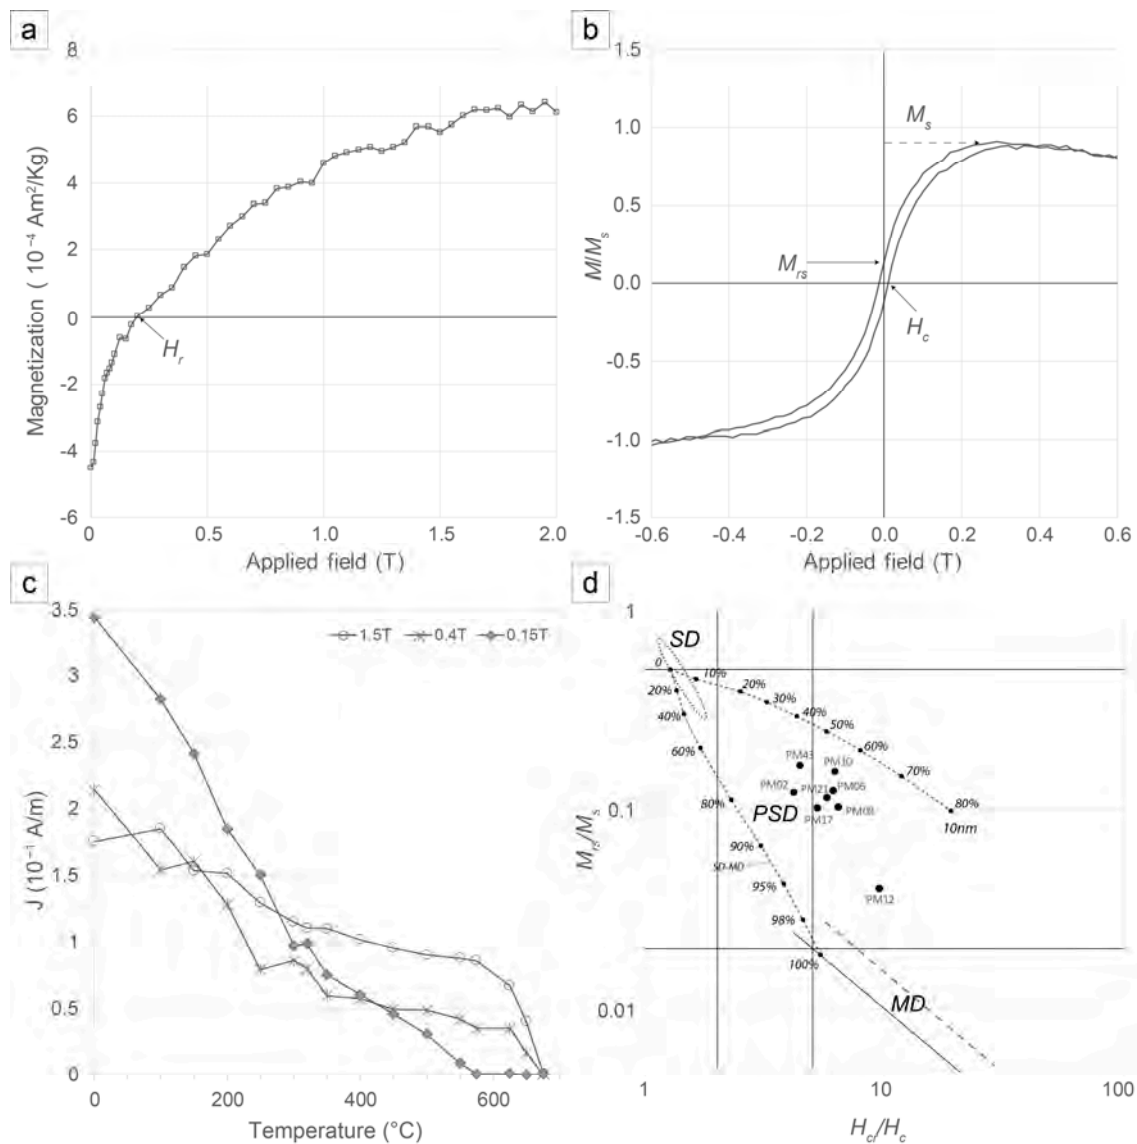 a
8
6
4
2
0
-2
-4
-6
Magnetization ( 10⁻⁴ Am²/Kg)
H_r
0 0.5 1.0 1.5 2.0
Applied field (T)
b
1.5
1.0
0.5
0.0
-0.5
-1.0
-1.5
M/M_s
M_s
M_rs
H_c
-0.6 -0.4 -0.2 0.0 0.2 0.4 0.6
Applied field (T)
c
3.5
3
2.5
2
1.5
1
0.5
0
J (10⁻¹ A/m)
1.5T 0.4T 0.15T
0 200 400 600
Temperature (°C)
d
1
0.1
0.01
M_rs/M_s
SD
0
10%
20%
30%
40%
50%
60%
70%
80%
10nm
20%
40%
60%
80%
90%
95%
98%
100%
SD-MD
PSD
MD
PM43
PM10
PM02
PM21
PM06
PM17
PM08
PM12
1 10 100
H_cr/H_c